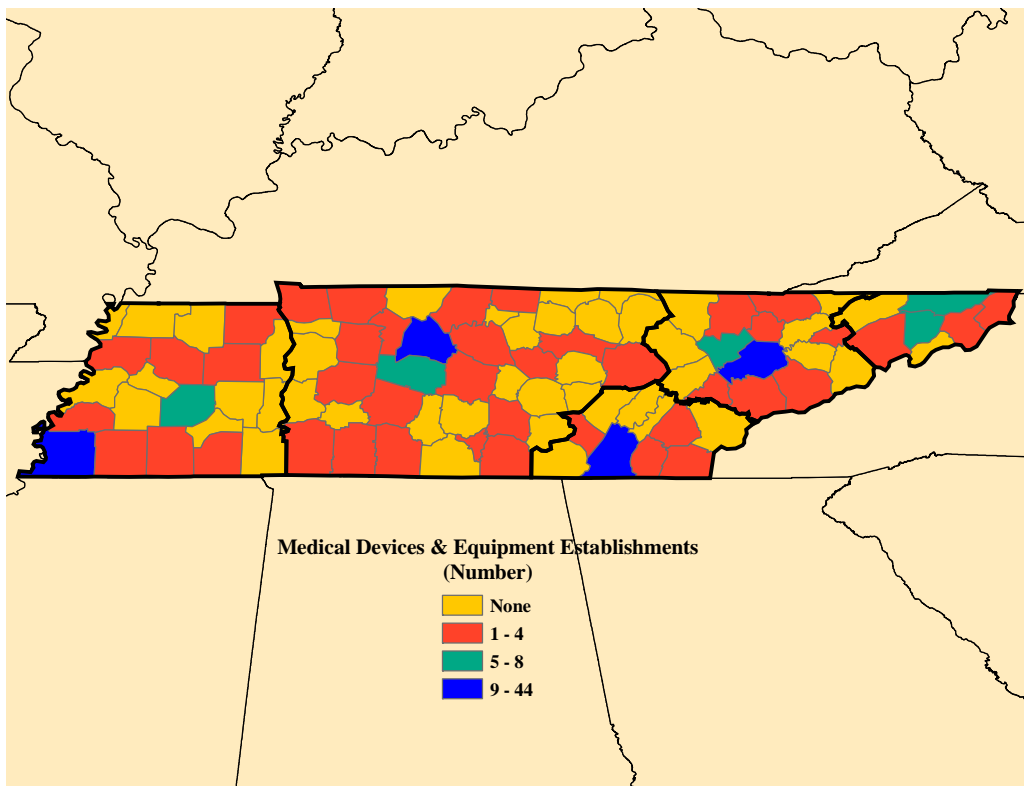 Medical Devices & Equipment Establishments
(Number)
None
1 - 4
5 - 8
9 - 44